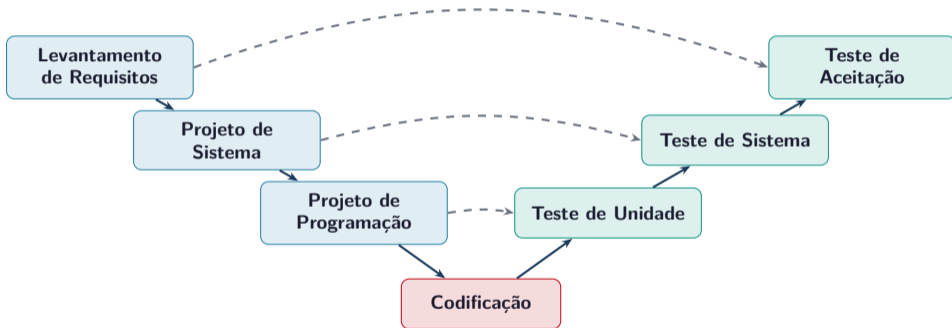 Levantamento
de Requisitos
Teste de
Aceitação
Projeto de
Sistema
Teste de Sistema
Projeto de
Programação
Teste de Unidade
Codificação